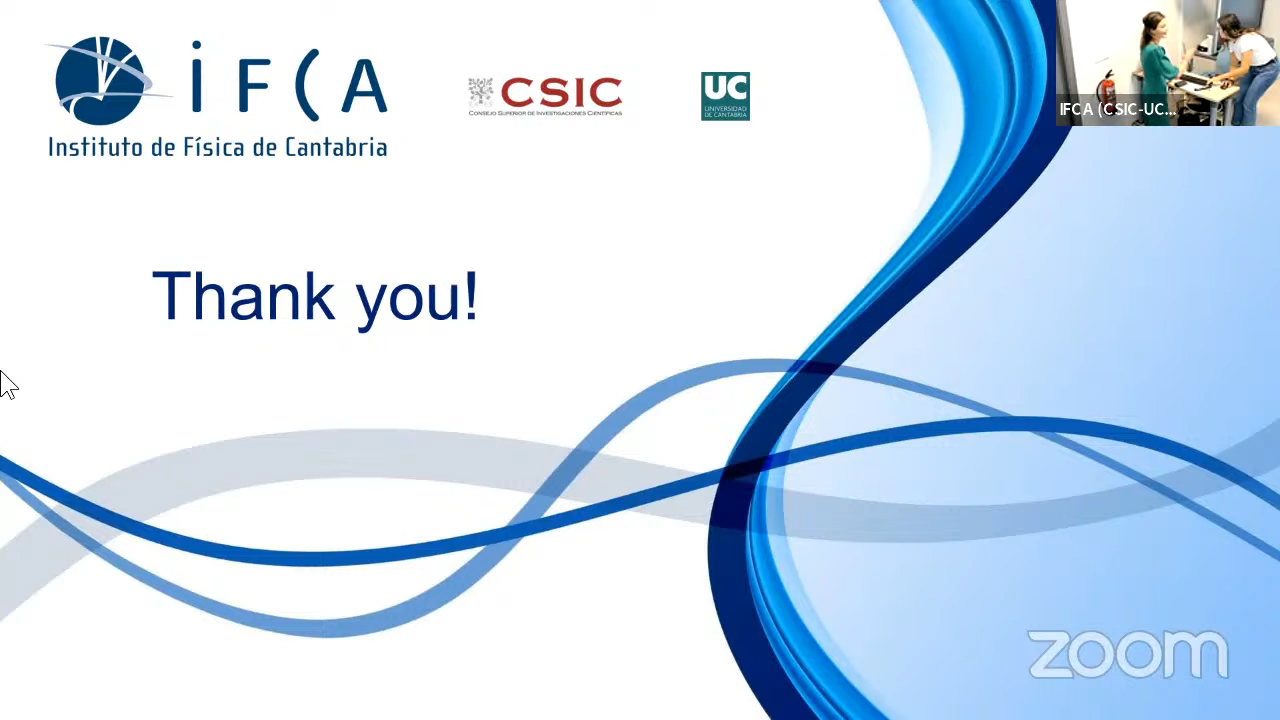 iFCA
Instituto de Física de Cantabria
CSIC
CONSEJO SUPERIOR DE INVESTIGACIONES CIENTÍFICAS
UC
UNIVERSIDAD
DE CANTABRIA
IFCA (CSIC-UC...
Thank you!
zoom